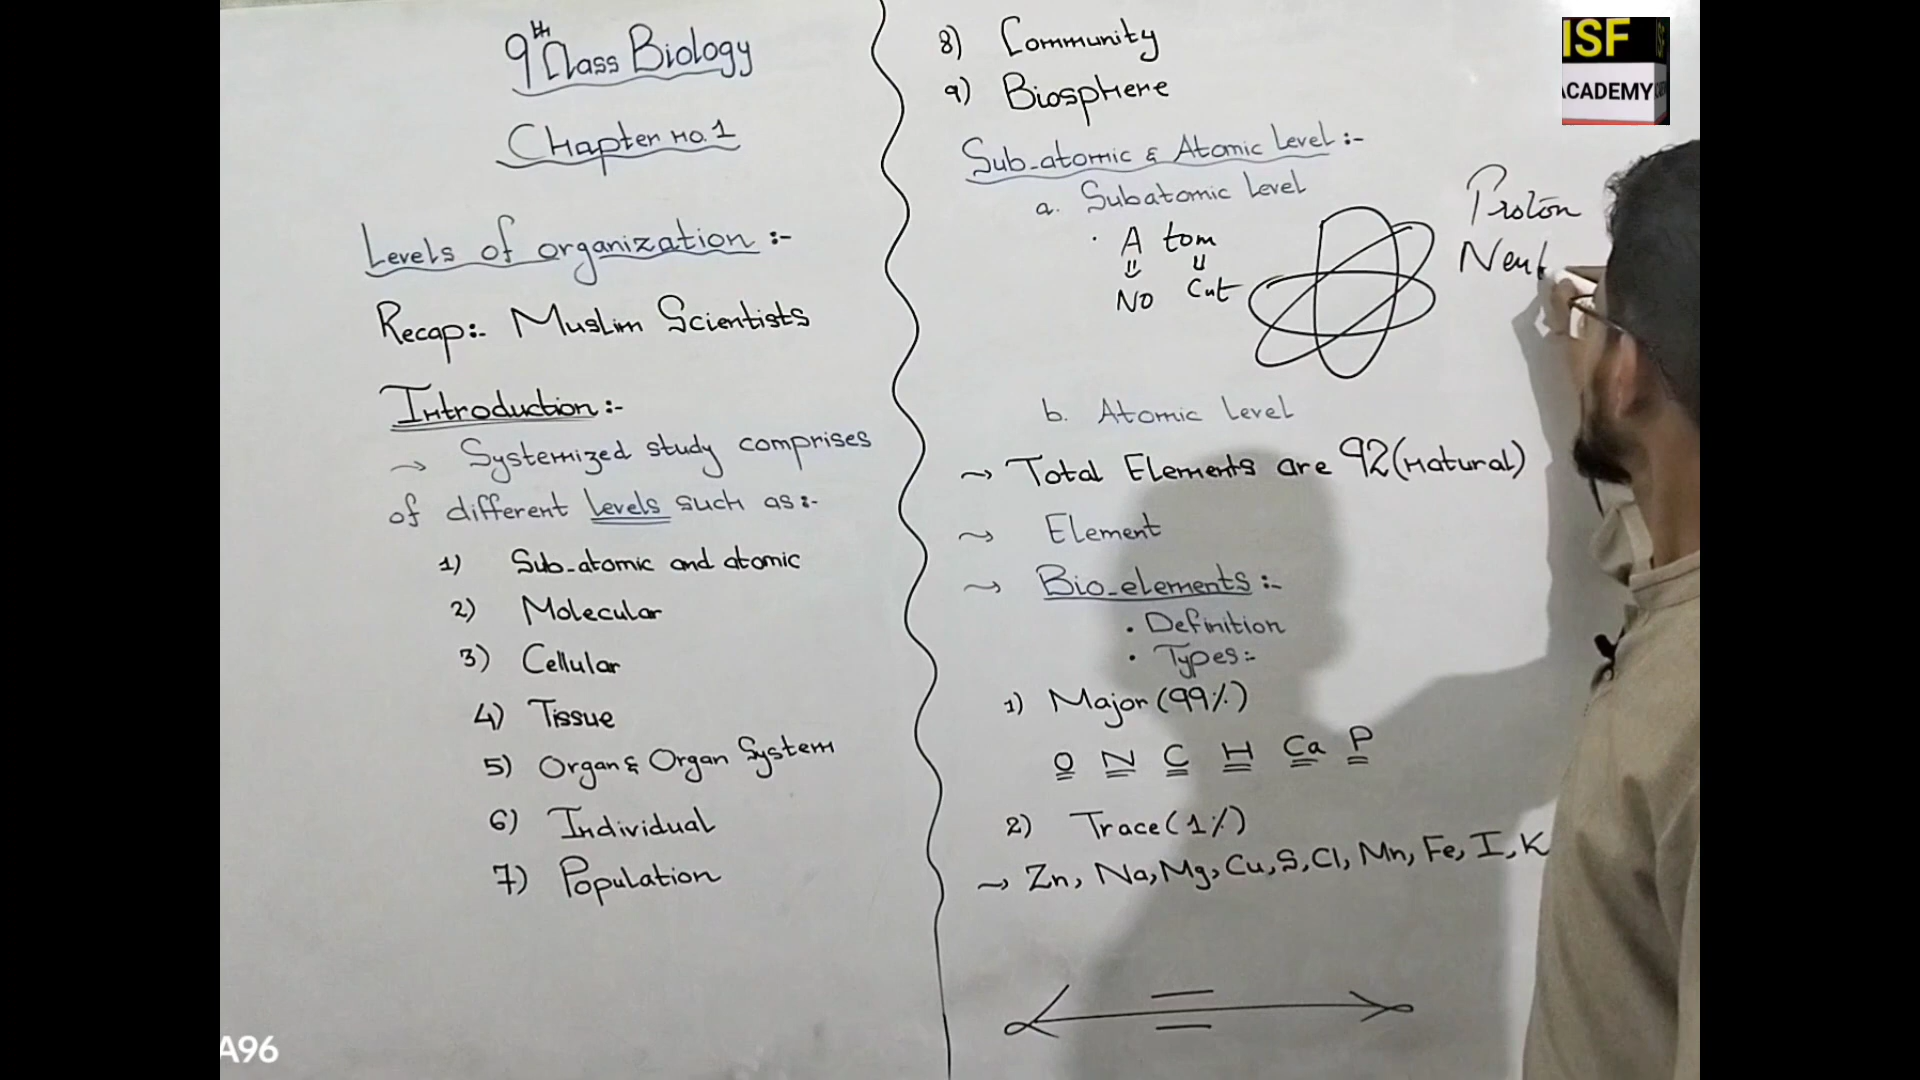 9th Class Biology
Chapter no. 1
Levels of organization :-
Recap:- Muslim Scientists
Introduction :-
→ Systemized study comprises
of different levels such as :-
1) Sub-atomic and atomic
2) Molecular
3) Cellular
4) Tissue
5) Organ & Organ System
6) Individual
7) Population
8) Community
9) Biosphere
Sub-atomic & Atomic Level :-
a. Subatomic Level
· A tom
NO Cut
Proton
Neut
b. Atomic Level
→ Total Elements are 92 (natural)
→ Element
→ Bio-elements :-
• Definition
• Types :-
1) Major (99%)
O N C H Ca P
2) Trace (1%)
→ Zn, Na, Mg, Cu, S, Cl, Mn, Fe, I, K
ISF
ACADEMY
A96